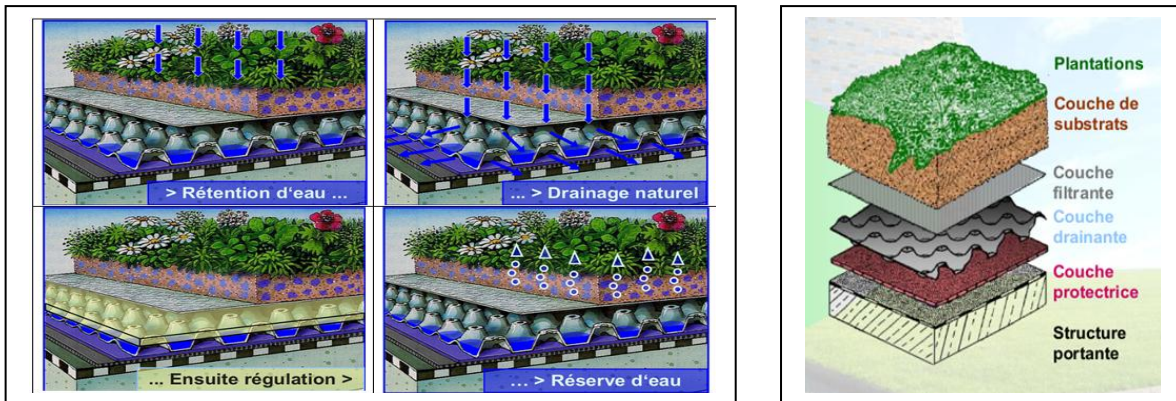 > Rétention d'eau ...
... > Drainage naturel
... Ensuite régulation >
... > Réserve d'eau
Plantations
Couche de
substrats
Couche
filtrante
Couche
drainante
Couche
protectrice
Structure
portante